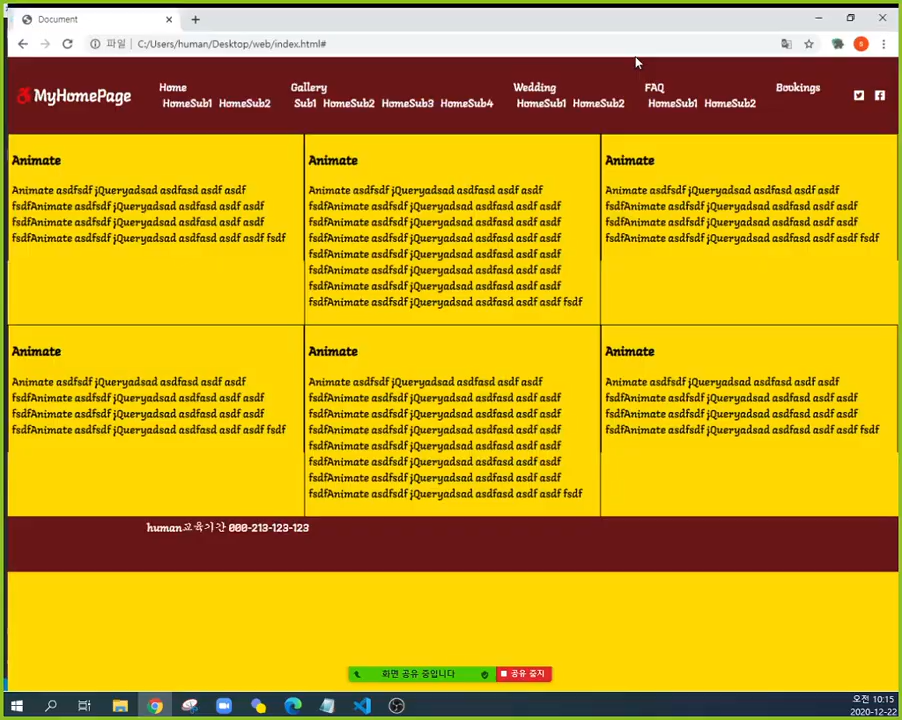 Document
파일 C:/Users/human/Desktop/web/index.html#
MyHomePage
Home
HomeSub1 HomeSub2
Gallery
Sub1 HomeSub2 HomeSub3 HomeSub4
Wedding
HomeSub1 HomeSub2
FAQ
HomeSub1 HomeSub2
Bookings
Animate
Animate asdfsdf jQueryadsad asdfasd asdf asdf
fsdfAnimate asdfsdf jQueryadsad asdfasd asdf asdf
fsdfAnimate asdfsdf jQueryadsad asdfasd asdf asdf
fsdfAnimate asdfsdf jQueryadsad asdfasd asdf asdf fsdf
Animate
Animate asdfsdf jQueryadsad asdfasd asdf asdf
fsdfAnimate asdfsdf jQueryadsad asdfasd asdf asdf
fsdfAnimate asdfsdf jQueryadsad asdfasd asdf asdf
fsdfAnimate asdfsdf jQueryadsad asdfasd asdf asdf
fsdfAnimate asdfsdf jQueryadsad asdfasd asdf asdf
fsdfAnimate asdfsdf jQueryadsad asdfasd asdf asdf
fsdfAnimate asdfsdf jQueryadsad asdfasd asdf asdf
fsdfAnimate asdfsdf jQueryadsad asdfasd asdf asdf fsdf
Animate
Animate asdfsdf jQueryadsad asdfasd asdf asdf
fsdfAnimate asdfsdf jQueryadsad asdfasd asdf asdf
fsdfAnimate asdfsdf jQueryadsad asdfasd asdf asdf
fsdfAnimate asdfsdf jQueryadsad asdfasd asdf asdf fsdf
Animate
Animate asdfsdf jQueryadsad asdfasd asdf asdf
fsdfAnimate asdfsdf jQueryadsad asdfasd asdf asdf
fsdfAnimate asdfsdf jQueryadsad asdfasd asdf asdf
fsdfAnimate asdfsdf jQueryadsad asdfasd asdf asdf fsdf
Animate
Animate asdfsdf jQueryadsad asdfasd asdf asdf
fsdfAnimate asdfsdf jQueryadsad asdfasd asdf asdf
fsdfAnimate asdfsdf jQueryadsad asdfasd asdf asdf
fsdfAnimate asdfsdf jQueryadsad asdfasd asdf asdf
fsdfAnimate asdfsdf jQueryadsad asdfasd asdf asdf
fsdfAnimate asdfsdf jQueryadsad asdfasd asdf asdf
fsdfAnimate asdfsdf jQueryadsad asdfasd asdf asdf
fsdfAnimate asdfsdf jQueryadsad asdfasd asdf asdf fsdf
Animate
Animate asdfsdf jQueryadsad asdfasd asdf asdf
fsdfAnimate asdfsdf jQueryadsad asdfasd asdf asdf
fsdfAnimate asdfsdf jQueryadsad asdfasd asdf asdf
fsdfAnimate asdfsdf jQueryadsad asdfasd asdf asdf fsdf
human교육기간 000-213-123-123
화면 공유 중입니다
공유 중지
오전 10:15
2020-12-22